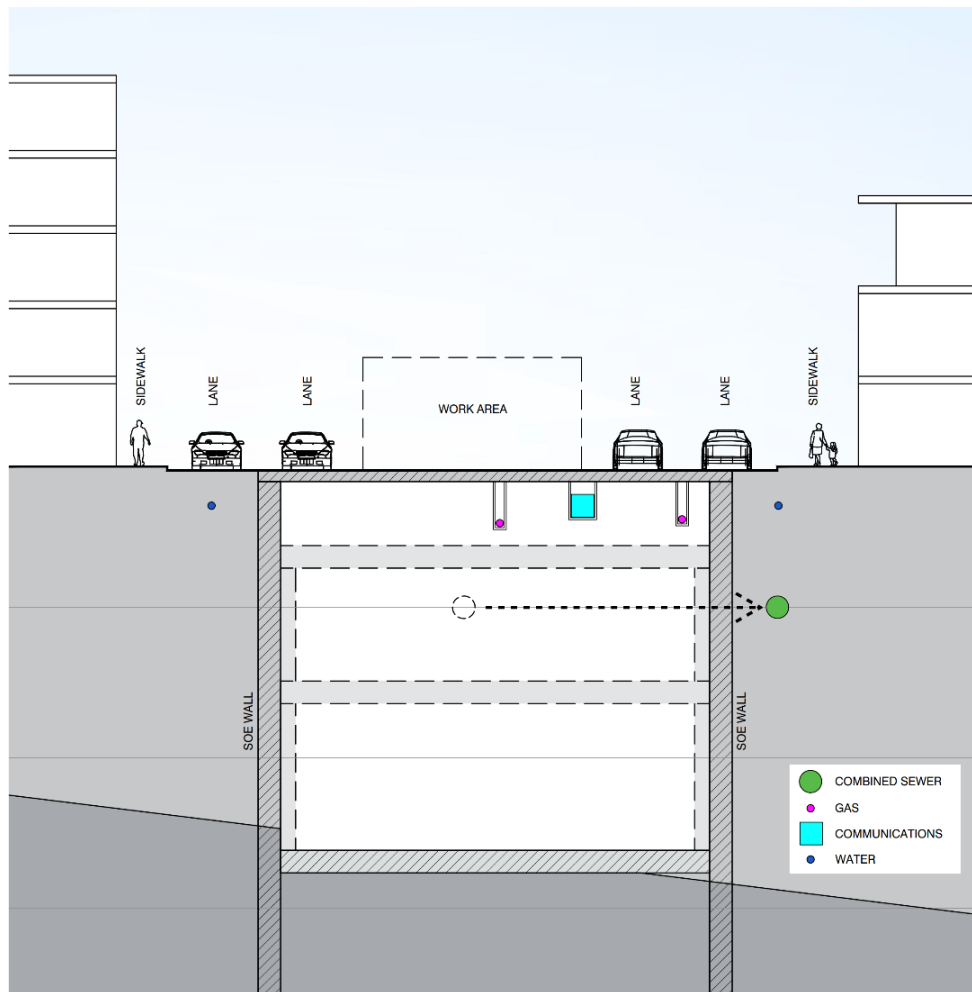 SIDEWALK
LANE
LANE
WORK AREA
LANE
LANE
SIDEWALK
SOE WALL
SOE WALL
COMBINED SEWER
GAS
COMMUNICATIONS
WATER